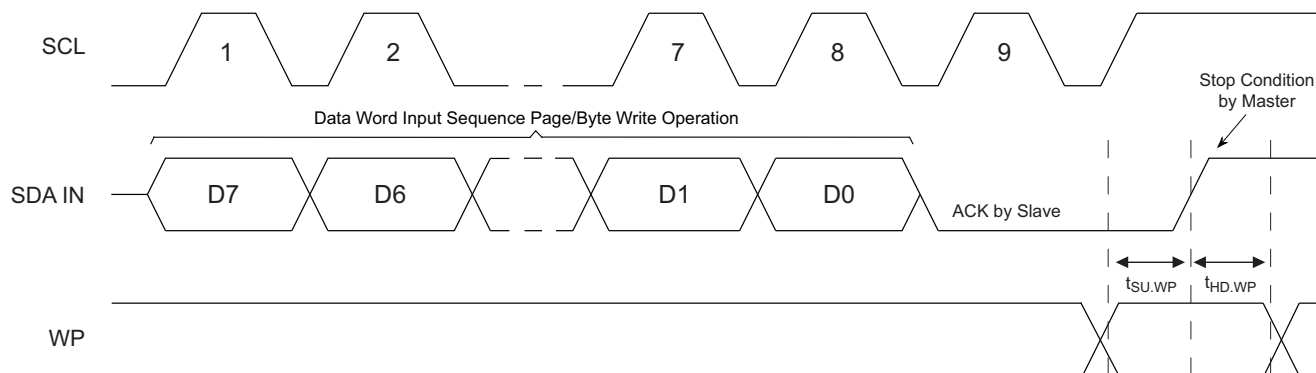 SCL
1
2
7
8
9
Stop Condition
by Master
Data Word Input Sequence Page/Byte Write Operation
SDA IN
D7
D6
D1
D0
ACK by Slave
tSU.WP
tHD.WP
WP